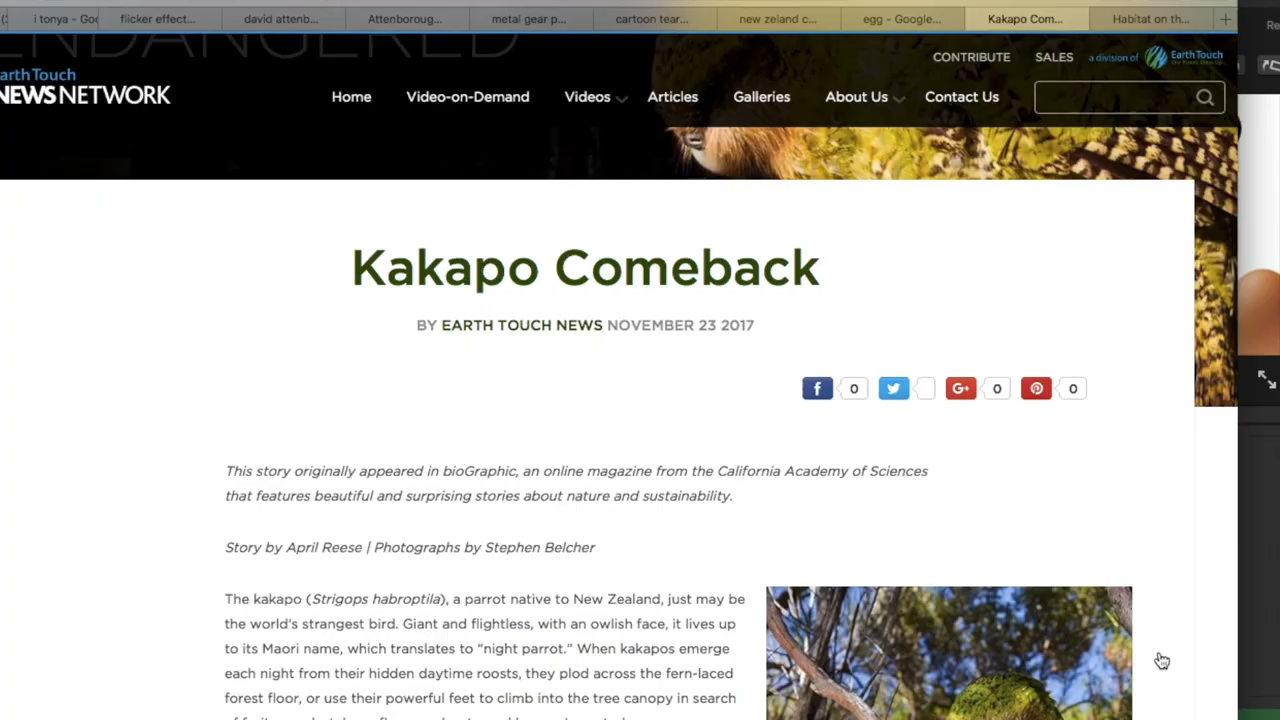 i tonya - Goo
flicker effect...
david attenb...
Attenboroug...
metal gear p...
cartoon tear...
new zeland c...
egg - Google...
Kakapo Com...
Habitat on th...
ENDANGERED
CONTRIBUTE
SALES
a division of
Earth Touch
arth Touch
NEWS NETWORK
Home
Video-on-Demand
Videos
Articles
Galleries
About Us
Contact Us
Kakapo Comeback
BY EARTH TOUCH NEWS NOVEMBER 23 2017
f 0
G+ 0
0
This story originally appeared in bioGraphic, an online magazine from the California Academy of Sciences
that features beautiful and surprising stories about nature and sustainability.
Story by April Reese | Photographs by Stephen Belcher
The kakapo (Strigops habroptila), a parrot native to New Zealand, just may be
the world's strangest bird. Giant and flightless, with an owlish face, it lives up
to its Maori name, which translates to “night parrot.” When kakapos emerge
each night from their hidden daytime roosts, they plod across the fern-laced
forest floor, or use their powerful feet to climb into the tree canopy in search